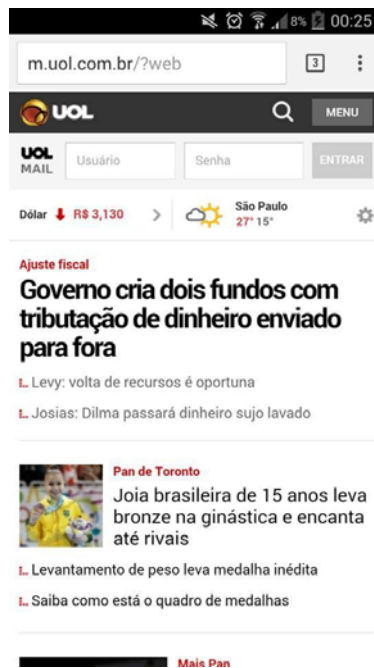 8% 00:25
m.uol.com.br/?web 3
UOL MENU
UOL
MAIL Usuário Senha ENTRAR
Dólar R$ 3,130 São Paulo
27° 15°
Ajuste fiscal
Governo cria dois fundos com
tributação de dinheiro enviado
para fora
Levy: volta de recursos é oportuna
Josias: Dilma passará dinheiro sujo lavado
Pan de Toronto
Joia brasileira de 15 anos leva
bronze na ginástica e encanta
até rivais
Levantamento de peso leva medalha inédita
Saiba como está o quadro de medalhas
Mais Pan